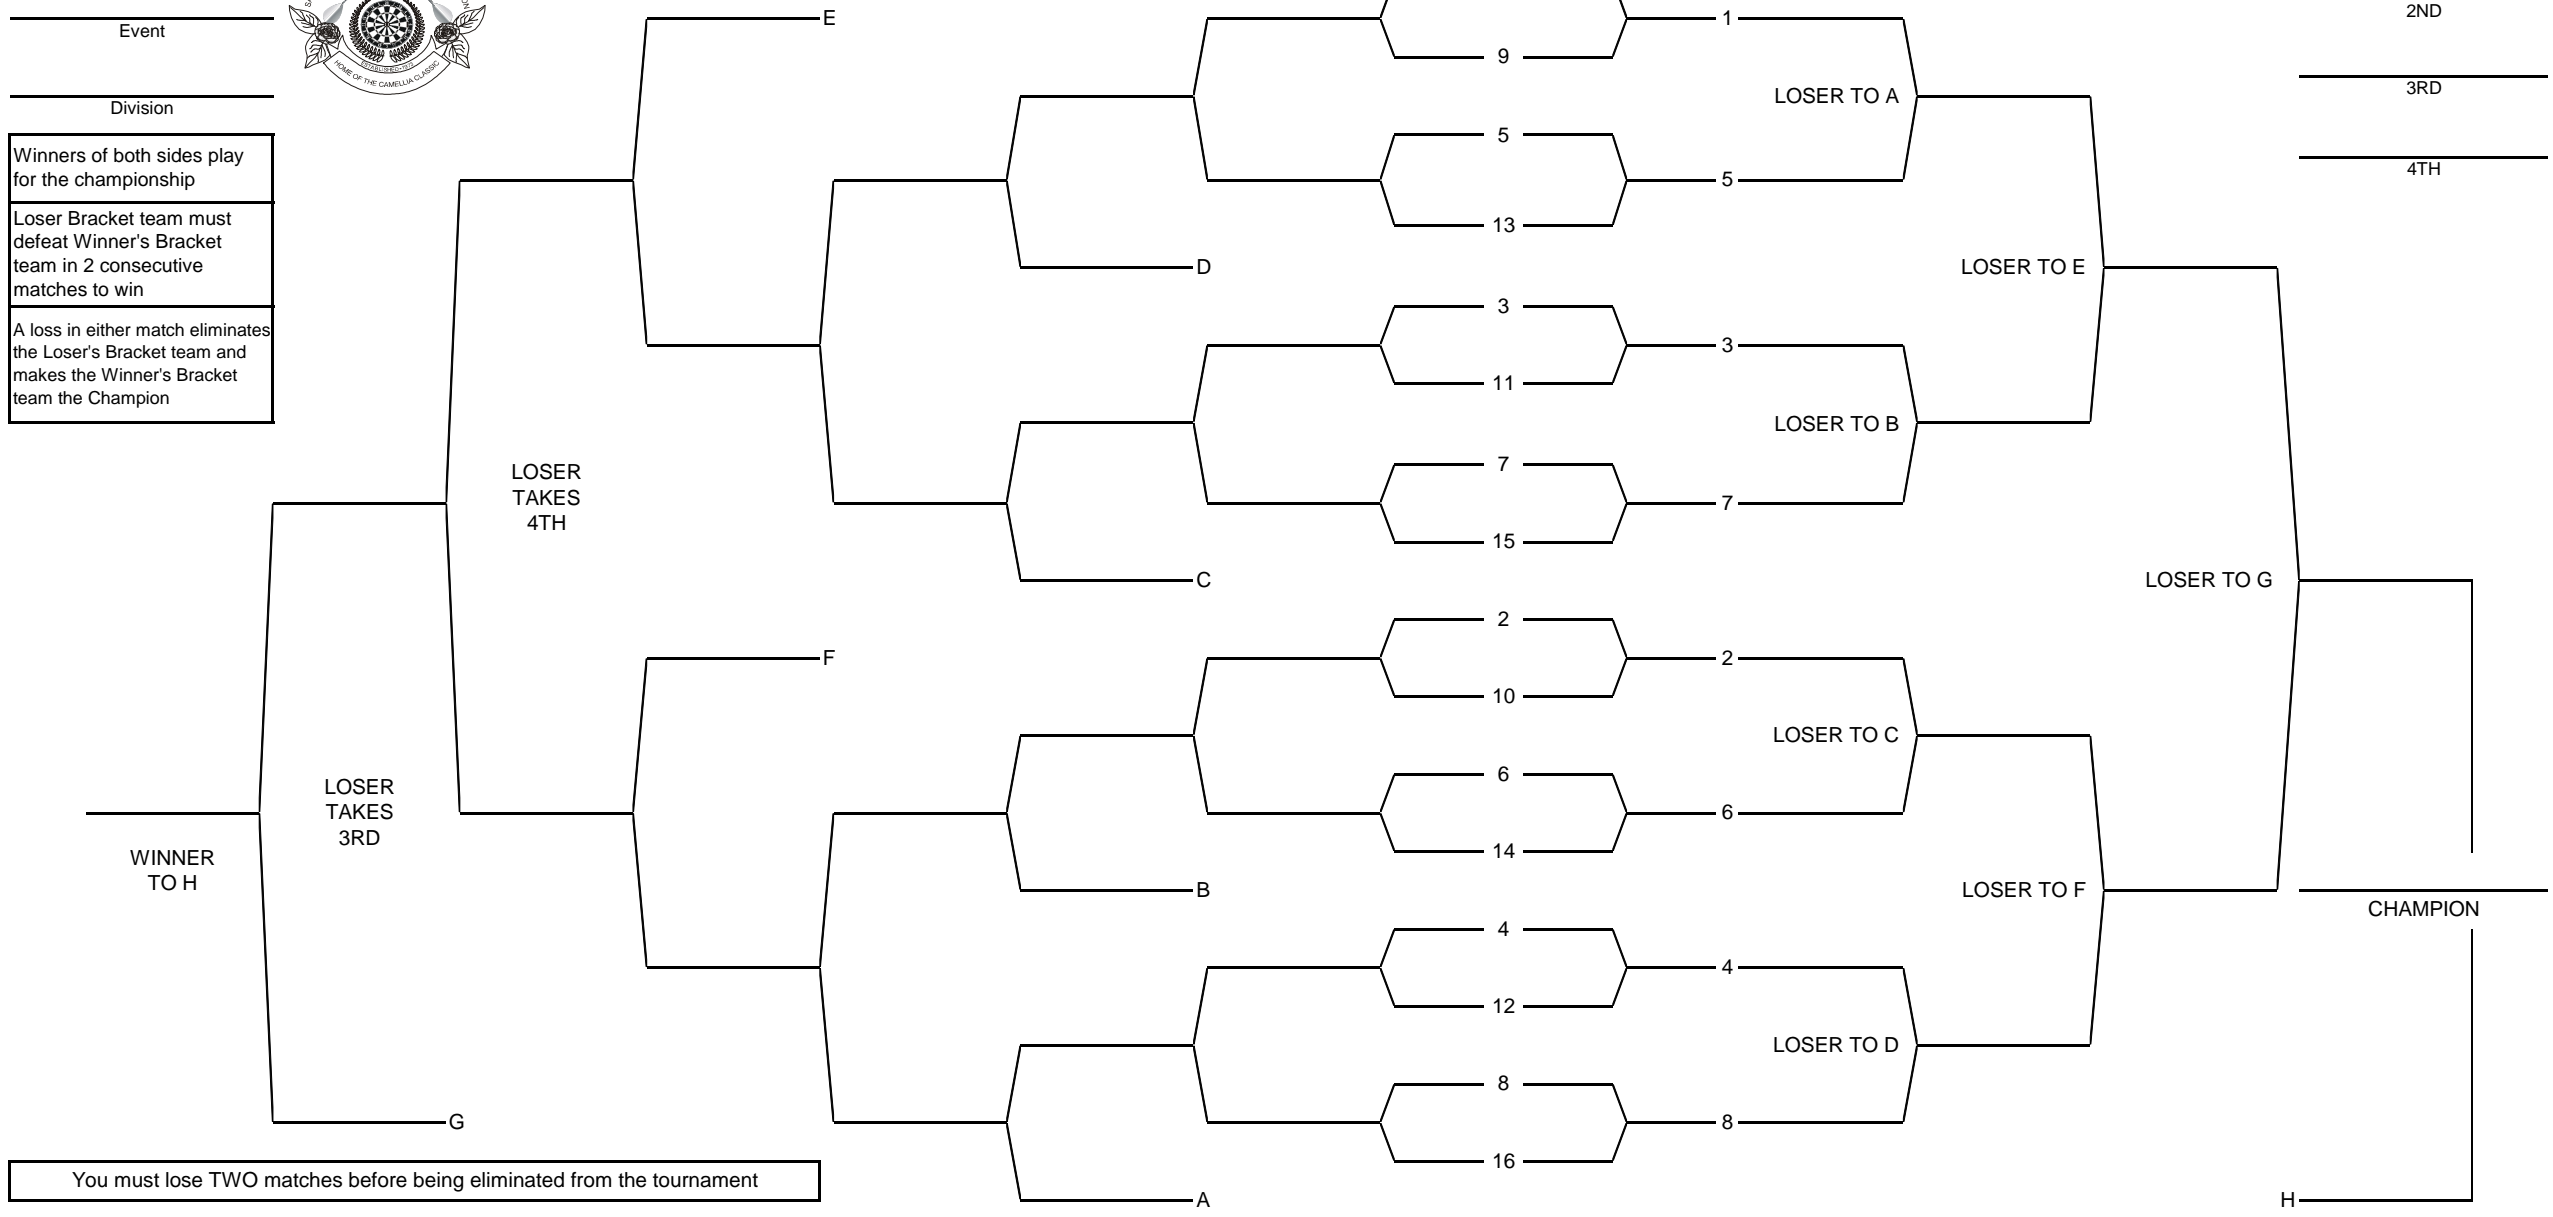 Event
Division
HOME OF THE CAMELLIA CLASSIC
Winners of both sides play
for the championship
Loser Bracket team must
defeat Winner's Bracket
team in 2 consecutive
matches to win
A loss in either match eliminates
the Loser's Bracket team and
makes the Winner's Bracket
team the Champion
LOSER
TAKES
4TH
LOSER
TAKES
3RD
WINNER
TO H
G
E
F
D
C
B
A
9
5
13
3
11
7
15
2
10
6
14
4
12
8
16
1
5
3
7
2
6
4
8
LOSER TO A
LOSER TO B
LOSER TO C
LOSER TO D
LOSER TO E
LOSER TO F
LOSER TO G
2ND
3RD
4TH
CHAMPION
H
You must lose TWO matches before being eliminated from the tournament